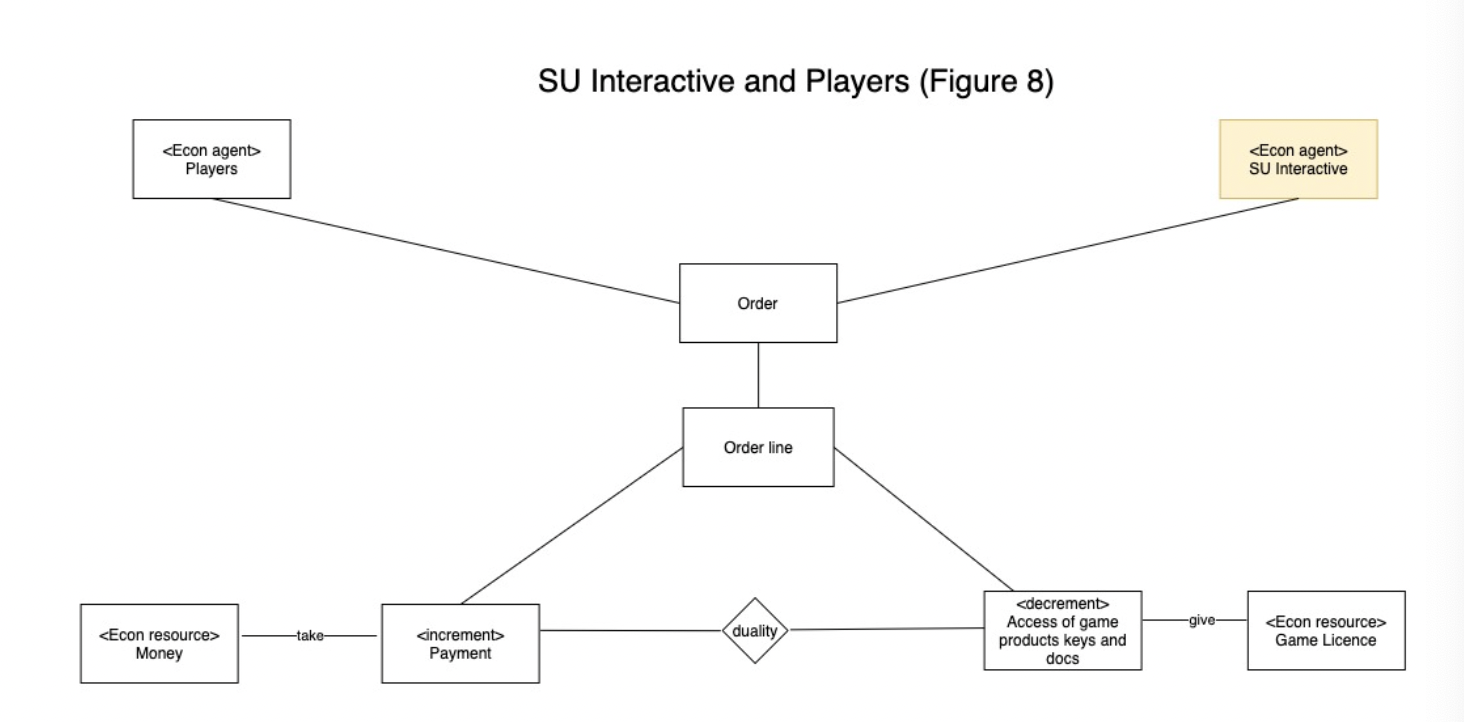 SU Interactive and Players (Figure 8)
<Econ agent>
Players
<Econ agent>
SU Interactive
Order
Order line
<Econ resource>
Money
take
<increment>
Payment
duality
<decrement>
Access of game
products keys and
docs
give
<Econ resource>
Game Licence